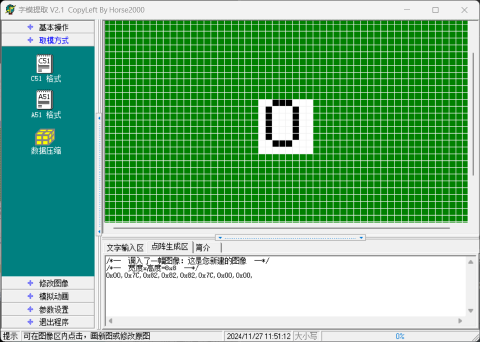 字模提取 V2.1 CopyLeft By Horse2000
基本操作
取模方式
C51
C51 格式
A51
A51 格式
数据压缩
修改图像
模拟动画
参数设置
退出程序
文字输入区 点阵生成区 简介
/*— 调入了一幅图像：这是您新建的图像 —*/
/*— 宽度x高度=8x8 —*/
0x00,0x7C,0x82,0x82,0x82,0x7C,0x00,0x00,
提示 可在图像区内点击，画新图或修改原图 2024/11/27 11:51:12 大小写 0%